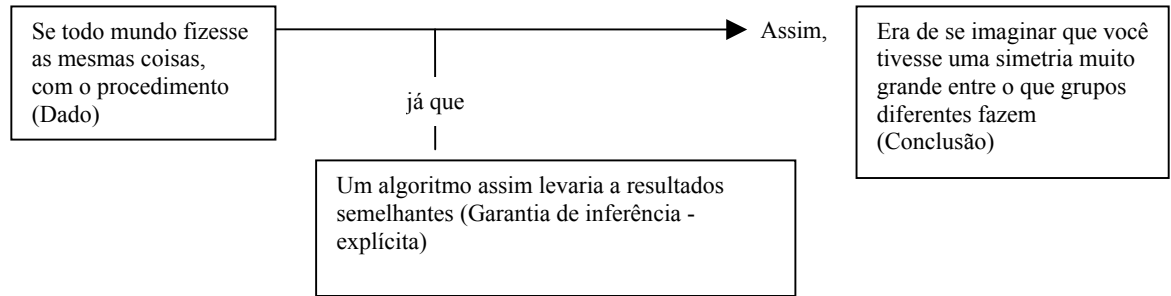 Se todo mundo fizesse
as mesmas coisas,
com o procedimento
(Dado)
Assim,
Era de se imaginar que você
tivesse uma simetria muito
grande entre o que grupos
diferentes fazem
(Conclusão)
já que
Um algoritmo assim levaria a resultados
semelhantes (Garantia de inferência -
explícita)